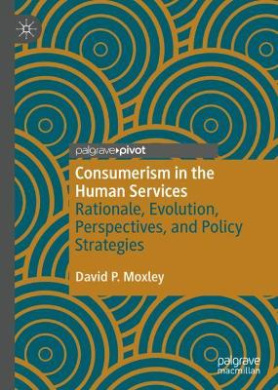 palgrave▸pivot
Consumerism in the
Human Services
Rationale, Evolution,
Perspectives, and Policy
Strategies
David P. Moxley
palgrave
macmillan